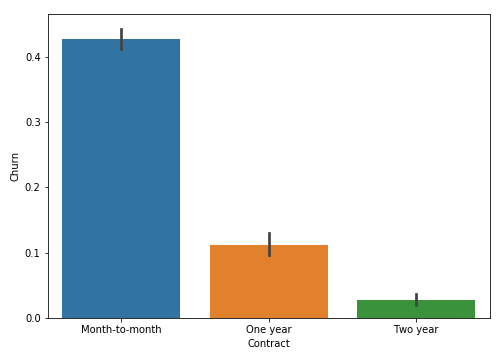 0.4
0.3
0.2
0.1
0.0
Churn
Month-to-month
One year
Two year
Contract